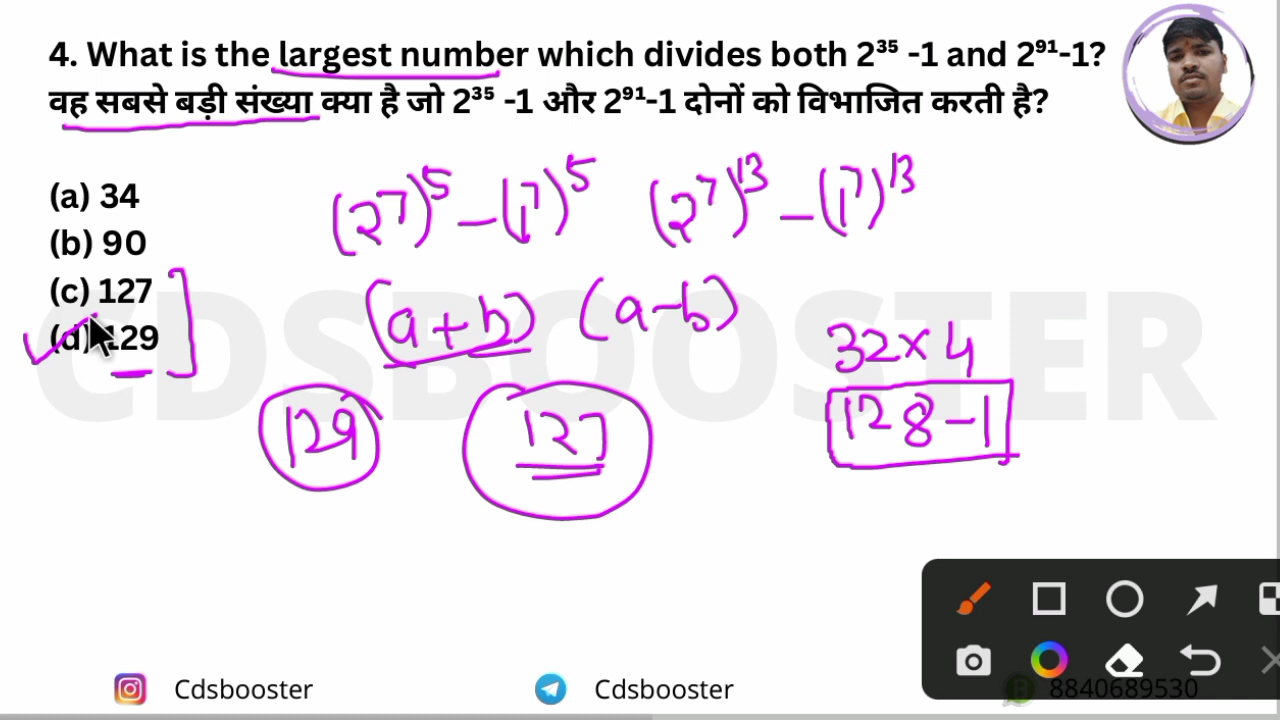 4. What is the largest number which divides both 2³⁵ -1 and 2⁹¹-1?
वह सबसे बड़ी संख्या क्या है जो 2³⁵ -1 और 2⁹¹-1 दोनों को विभाजित करती है?
(2⁷)⁵ - (1⁷)⁵ (2⁷)¹³ - (1⁷)¹³
(a) 34
(b) 90
(c) 127
(d) 129
(a+b) (a-b)
32×4
129 127 128-1
CDSBOOSTER
Cdsbooster Cdsbooster 8840689530